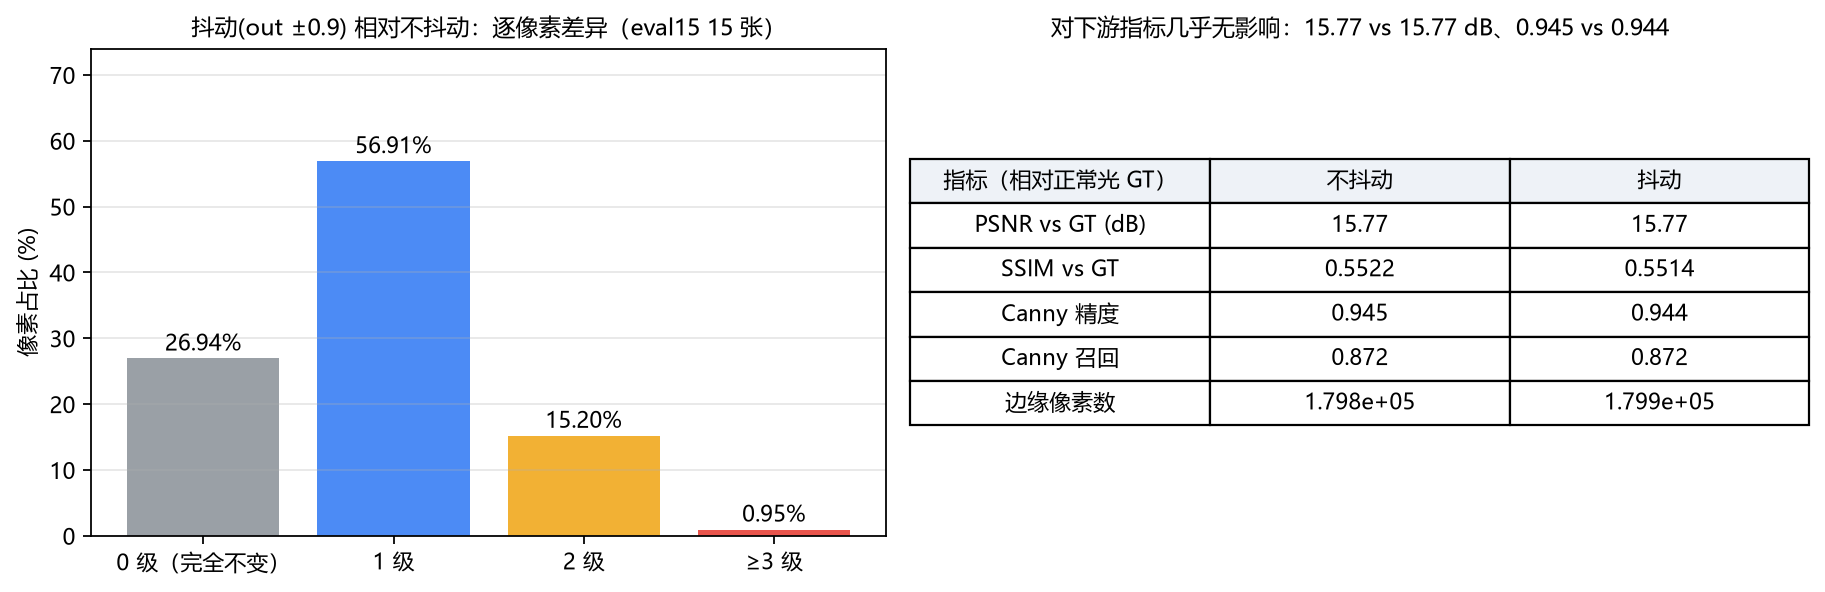 抖动(out ±0.9) 相对不抖动：逐像素差异（eval15 15 张）
像素占比 (%)
70
60
50
40
30
20
10
0
26.94%
56.91%
15.20%
0.95%
0 级（完全不变）
1 级
2 级
≥3 级
对下游指标几乎无影响：15.77 vs 15.77 dB、0.945 vs 0.944
指标（相对正常光 GT） 不抖动 抖动
PSNR vs GT (dB) 15.77 15.77
SSIM vs GT 0.5522 0.5514
Canny 精度 0.945 0.944
Canny 召回 0.872 0.872
边缘像素数 1.798e+05 1.799e+05